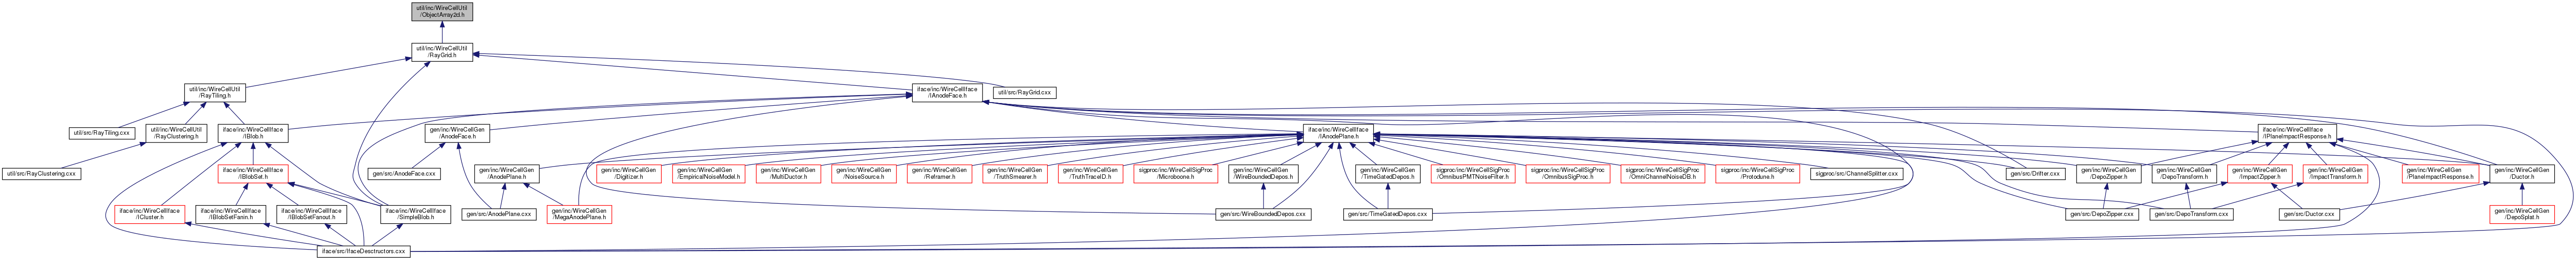 util/inc/WireCellUtil
/ObjectArray2d.h
util/inc/WireCellUtil
/RayGrid.h
util/inc/WireCellUtil
/RayTiling.h
iface/inc/WireCellIface
/IAnodeFace.h
util/src/RayGrid.cxx
util/src/RayTiling.cxx
util/inc/WireCellUtil
/RayClustering.h
iface/inc/WireCellIface
/IBlob.h
gen/inc/WireCellGen
/AnodeFace.h
iface/inc/WireCellIface
/IAnodePlane.h
iface/inc/WireCellIface
/IPlaneImpactResponse.h
util/src/RayClustering.cxx
iface/inc/WireCellIface
/IBlobSet.h
gen/src/AnodeFace.cxx
gen/inc/WireCellGen
/AnodePlane.h
gen/inc/WireCellGen
/Digitizer.h
gen/inc/WireCellGen
/EmpiricalNoiseModel.h
gen/inc/WireCellGen
/MultiDuctor.h
gen/inc/WireCellGen
/NoiseSource.h
gen/inc/WireCellGen
/Reframer.h
gen/inc/WireCellGen
/TruthSmearer.h
gen/inc/WireCellGen
/TruthTraceID.h
sigproc/inc/WireCellSigProc
/Microboone.h
gen/inc/WireCellGen
/WireBoundedDepos.h
gen/inc/WireCellGen
/TimeGatedDepos.h
sigproc/inc/WireCellSigProc
/OmnibusPMTNoiseFilter.h
sigproc/inc/WireCellSigProc
/OmnibusSigProc.h
sigproc/inc/WireCellSigProc
/OmniChannelNoiseDB.h
sigproc/inc/WireCellSigProc
/Protodune.h
sigproc/src/ChannelSplitter.cxx
gen/src/Drifter.cxx
gen/inc/WireCellGen
/DepoZipper.h
gen/inc/WireCellGen
/DepoTransform.h
gen/inc/WireCellGen
/ImpactZipper.h
gen/inc/WireCellGen
/ImpactTransform.h
gen/inc/WireCellGen
/PlaneImpactResponse.h
gen/inc/WireCellGen
/Ductor.h
iface/inc/WireCellIface
/ICluster.h
iface/inc/WireCellIface
/IBlobSetFanin.h
iface/inc/WireCellIface
/IBlobSetFanout.h
iface/inc/WireCellIface
/SimpleBlob.h
gen/src/AnodePlane.cxx
gen/inc/WireCellGen
/MegaAnodePlane.h
gen/src/WireBoundedDepos.cxx
gen/src/TimeGatedDepos.cxx
gen/src/DepoZipper.cxx
gen/src/DepoTransform.cxx
gen/src/Ductor.cxx
gen/inc/WireCellGen
/DepoSplat.h
iface/src/IfaceDesctructors.cxx